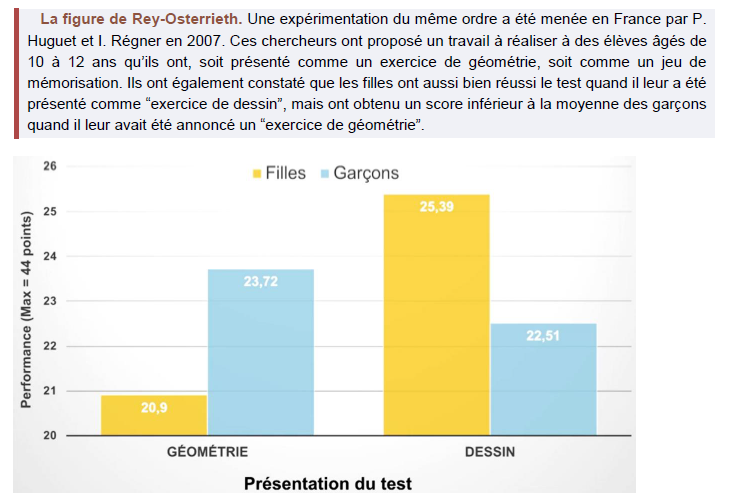 La figure de Rey-Osterrieth. Une expérimentation du même ordre a été menée en France par P.
Huguet et I. Régner en 2007. Ces chercheurs ont proposé un travail à réaliser à des élèves âgés de
10 à 12 ans qu’ils ont, soit présenté comme un exercice de géométrie, soit comme un jeu de
mémorisation. Ils ont également constaté que les filles ont aussi bien réussi le test quand il leur a été
présenté comme “exercice de dessin”, mais ont obtenu un score inférieur à la moyenne des garçons
quand il leur avait été annoncé un “exercice de géométrie”.
Filles Garçons
Performance (Max = 44 points)
26
25
24
23
22
21
20
20,9
23,72
25,39
22,51
GÉOMÉTRIE
DESSIN
Présentation du test